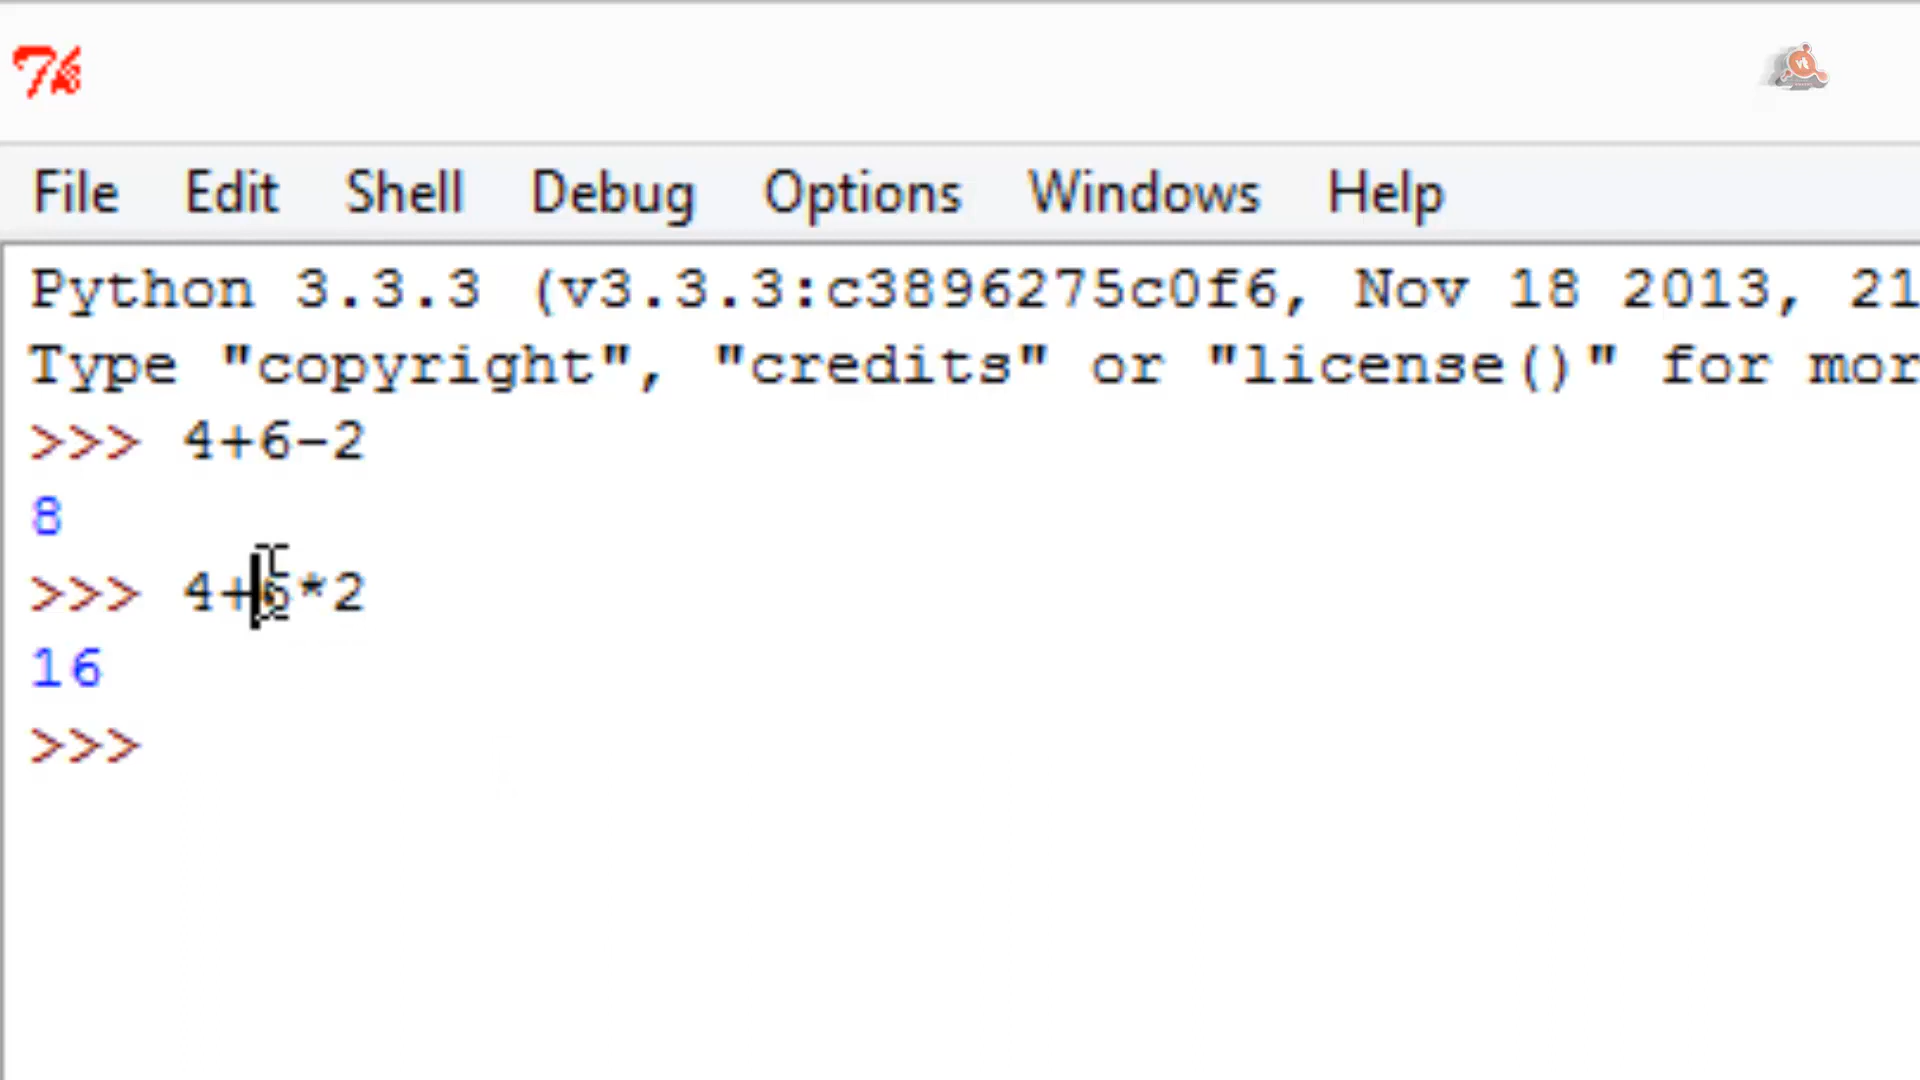 File Edit Shell Debug Options Windows Help
Python 3.3.3 (v3.3.3:c3896275c0f6, Nov 18 2013, 21
Type "copyright", "credits" or "license()" for mor
>>> 4+6-2
8
>>> 4+6*2
16
>>>